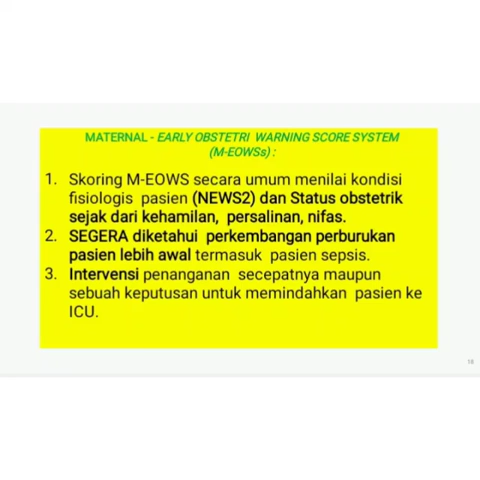 MATERNAL - EARLY OBSTETRI WARNING SCORE SYSTEM
(M-EOWSs) :
1. Skoring M-EOWS secara umum menilai kondisi
fisiologis pasien (NEWS2) dan Status obstetrik
sejak dari kehamilan, persalinan, nifas.
2. SEGERA diketahui perkembangan perburukan
pasien lebih awal termasuk pasien sepsis.
3. Intervensi penanganan secepatnya maupun
sebuah keputusan untuk memindahkan pasien ke
ICU.
18